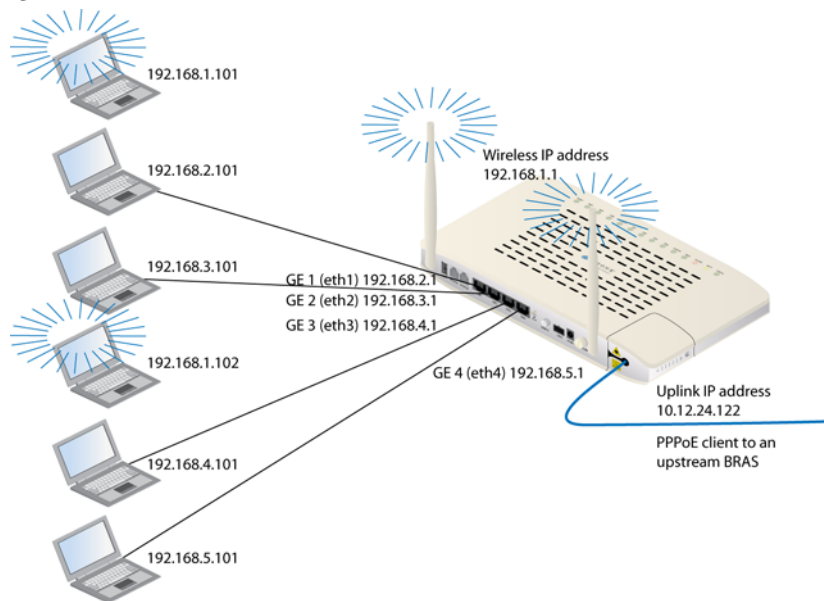 192.168.1.101
192.168.2.101
192.168.3.101
192.168.1.102
192.168.4.101
192.168.5.101
Wireless IP address
192.168.1.1
GE 1 (eth1) 192.168.2.1
GE 2 (eth2) 192.168.3.1
GE 3 (eth3) 192.168.4.1
GE 4 (eth4) 192.168.5.1
Uplink IP address
10.12.24.122
PPPoE client to an
upstream BRAS